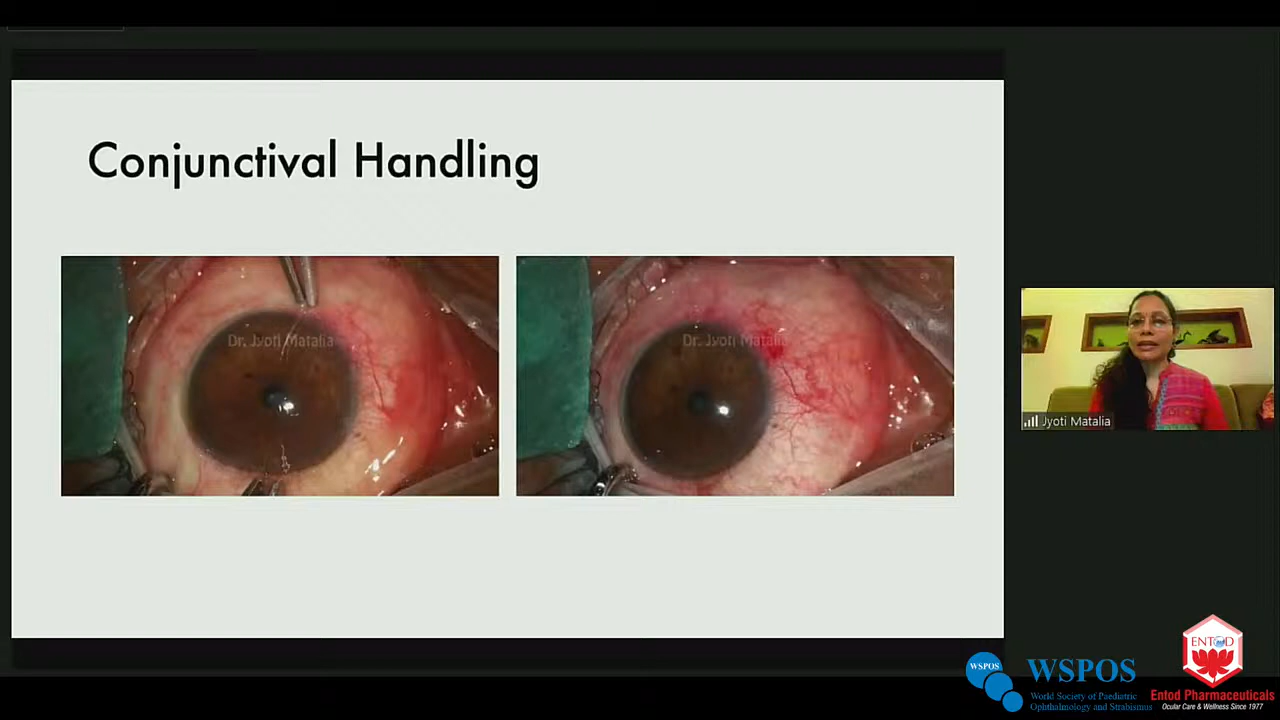 Conjunctival Handling
Dr. Jyoti Matalia
Dr. Jyoti Matalia
Jyoti Matalia
WSPOS
WSPOS
World Society of Paediatric
Ophthalmology and Strabismus
ENTOD
Entod Pharmaceuticals
Ocular Care & Wellness Since 1977